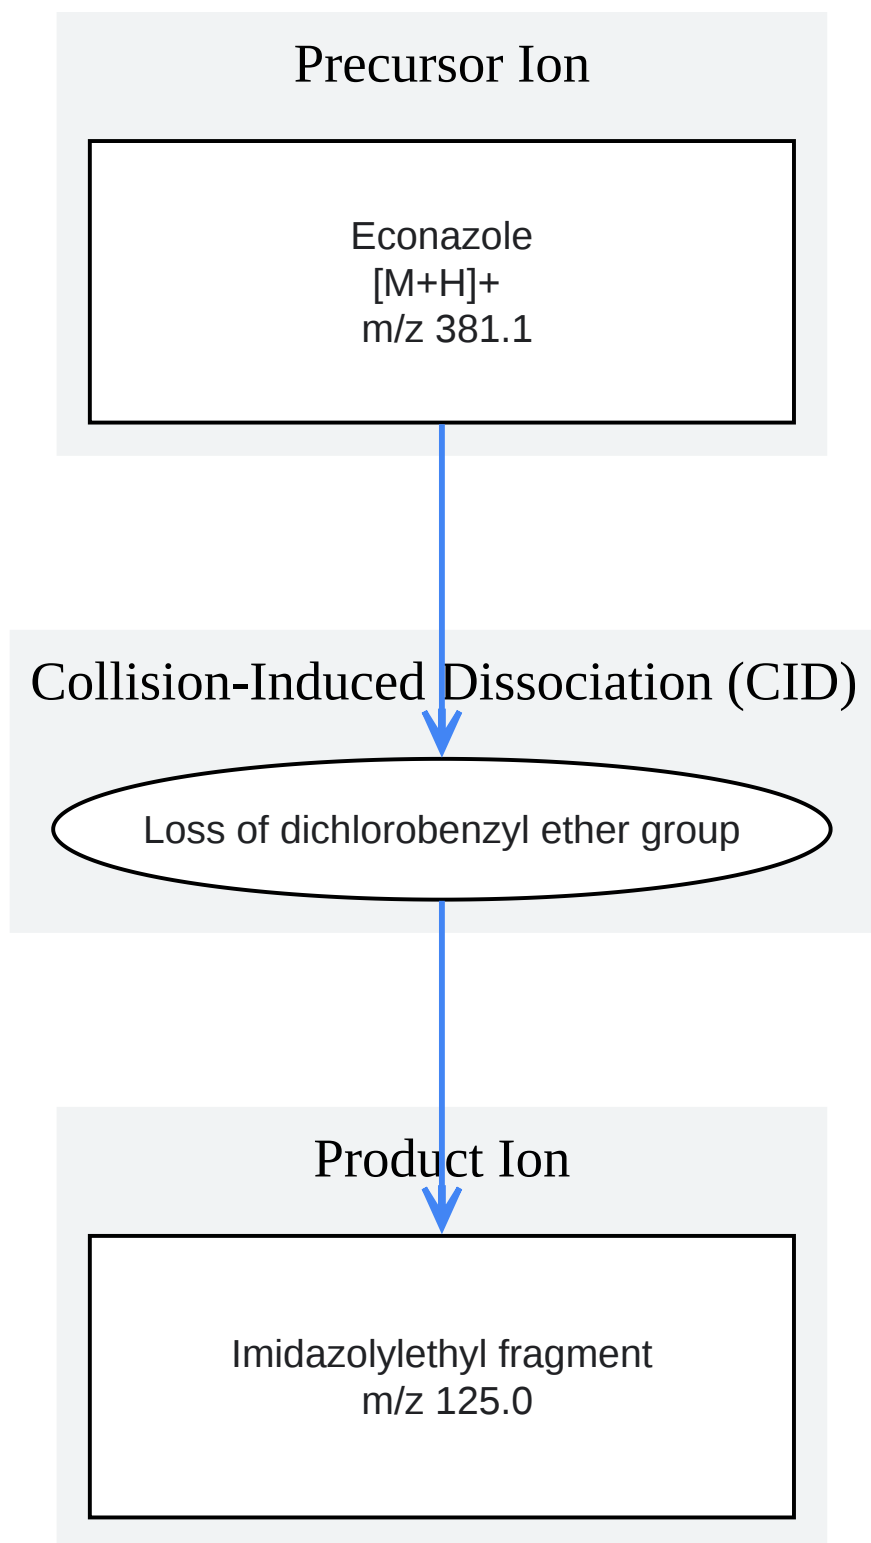 Precursor Ion
Econazole
[M+H]+
m/z 381.1
Collision-Induced Dissociation (CID)
Loss of dichlorobenzyl ether group
Product Ion
Imidazolylethyl fragment
m/z 125.0